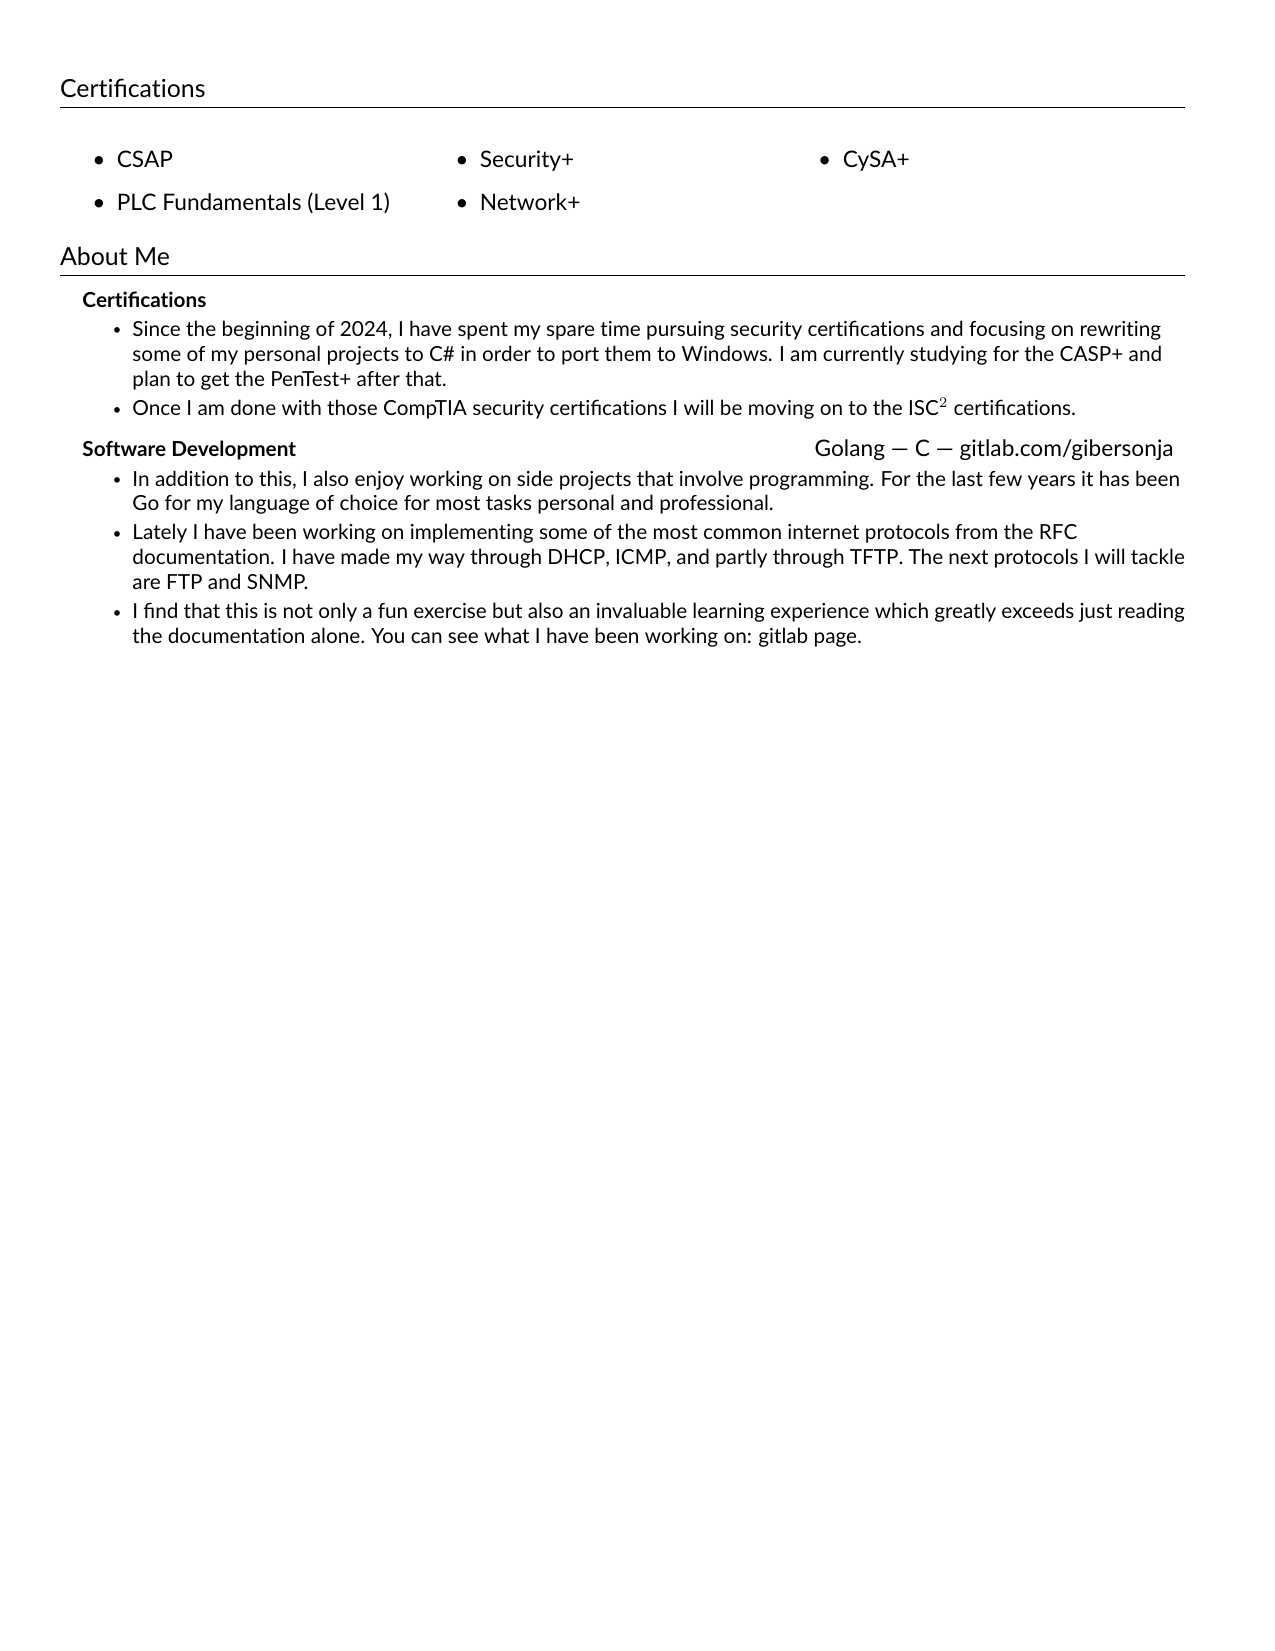 Certifications
• CSAP • Security+ • CySA+
• PLC Fundamentals (Level 1) • Network+
About Me
Certifications
• Since the beginning of 2024, I have spent my spare time pursuing security certifications and focusing on rewriting
some of my personal projects to C# in order to port them to Windows. I am currently studying for the CASP+ and
plan to get the PenTest+ after that.
• Once I am done with those CompTIA security certifications I will be moving on to the ISC² certifications.
Software Development Golang — C — gitlab.com/gibersonja
• In addition to this, I also enjoy working on side projects that involve programming. For the last few years it has been
Go for my language of choice for most tasks personal and professional.
• Lately I have been working on implementing some of the most common internet protocols from the RFC
documentation. I have made my way through DHCP, ICMP, and partly through TFTP. The next protocols I will tackle
are FTP and SNMP.
• I find that this is not only a fun exercise but also an invaluable learning experience which greatly exceeds just reading
the documentation alone. You can see what I have been working on: gitlab page.